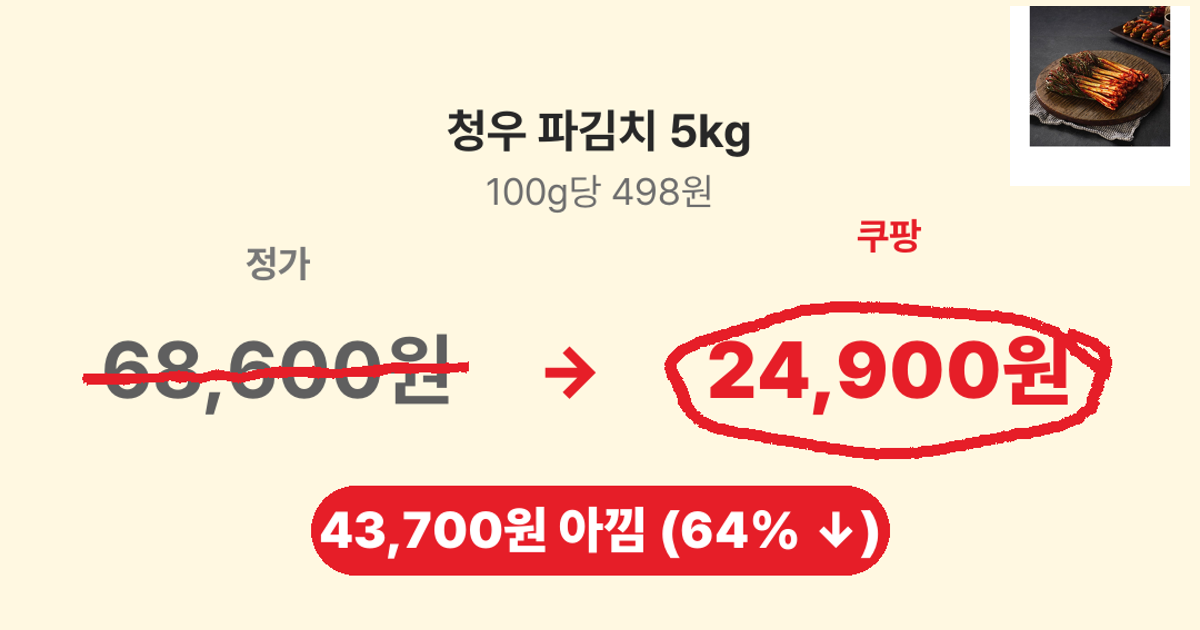 청우 파김치 5kg
100g당 498원
정가
쿠팡
68,600원 → 24,900원
43,700원 아낌 (64% ↓)